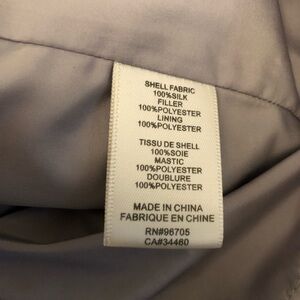 SHELL FABRIC
100%SILK
FILLER
100%POLYESTER
LINING
100%POLYESTER
TISSU DE SHELL
100%SOIE
MASTIC
100%POLYESTER
DOUBLURE
100%POLYESTER
MADE IN CHINA
FABRIQUE EN CHINE
RN#96705
CA#34460